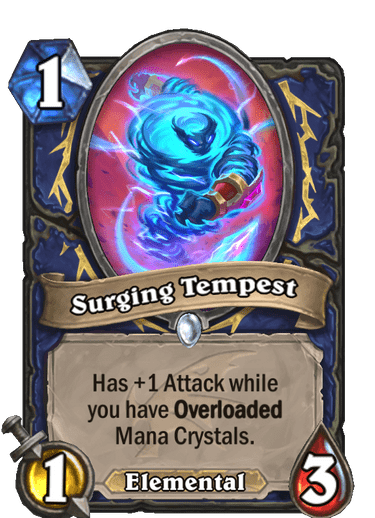 1
Surging Tempest
Has +1 Attack while
you have Overloaded
Mana Crystals.
1
Elemental
3